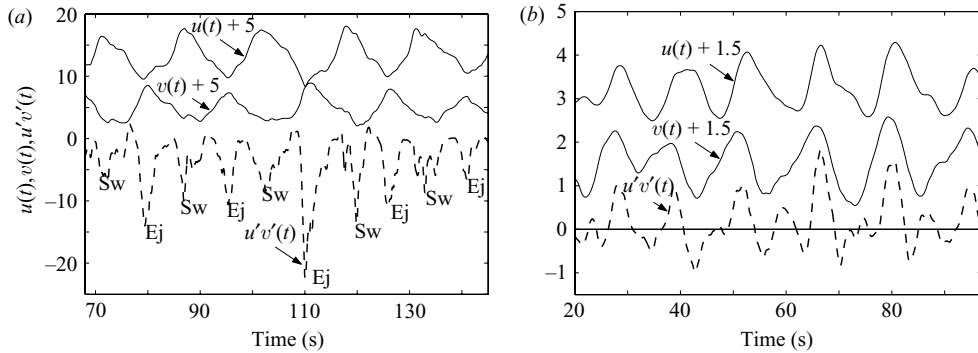 (a)
u(t), v(t), u'v'(t)
20
10
0
−10
−20
u(t) + 5
v(t) + 5
Sw
Ej
Sw
Ej
Sw
u'v'(t)
Ej
Sw
Ej
Sw
Ej
70
90
110
130
Time (s)
(b)
5
4
3
2
1
0
−1
u(t) + 1.5
v(t) + 1.5
u'v'(t)
20
40
60
80
Time (s)